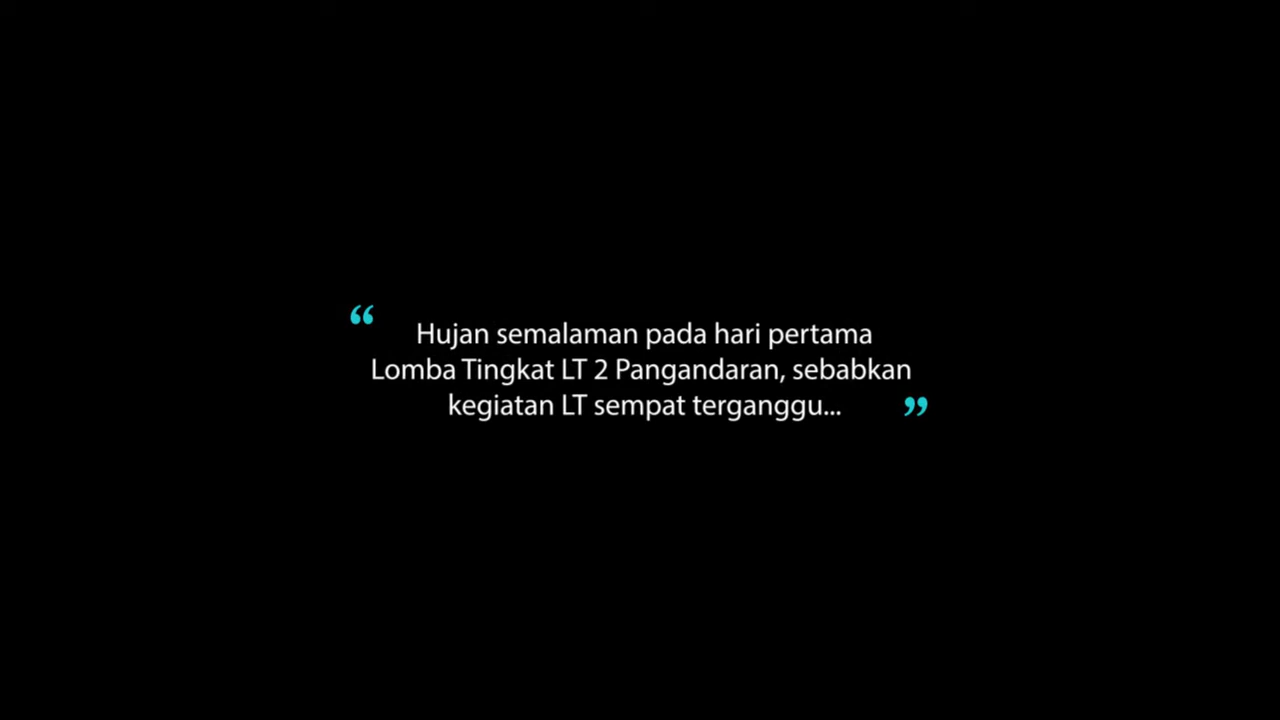 “ Hujan semalaman pada hari pertama
Lomba Tingkat LT 2 Pangandaran, sebabkan
kegiatan LT sempat terganggu... ”